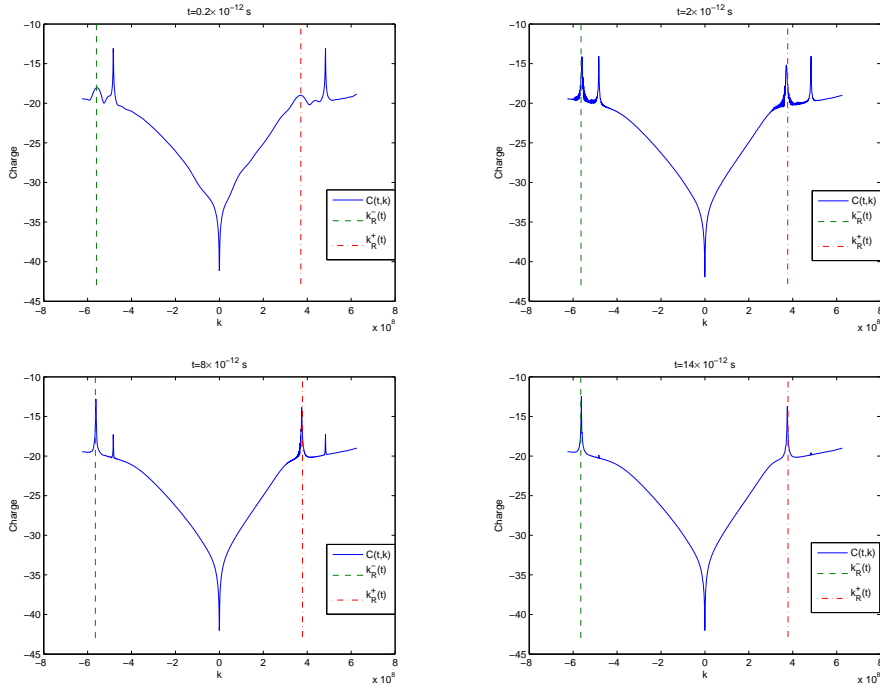 t=0.2× 10⁻¹² s
−10
−15
−20
−25
−30
−35
−40
−45
Charge
−8 −6 −4 −2 0 2 4 6 8
k
x 10⁸
C(t,k)
k_R^−(t)
k_R^+(t)
t=2× 10⁻¹² s
−10
−15
−20
−25
−30
−35
−40
−45
Charge
−8 −6 −4 −2 0 2 4 6 8
k
x 10⁸
C(t,k)
k_R^−(t)
k_R^+(t)
t=8× 10⁻¹² s
−10
−15
−20
−25
−30
−35
−40
−45
Charge
−8 −6 −4 −2 0 2 4 6 8
k
x 10⁸
C(t,k)
k_R^−(t)
k_R^+(t)
t=14× 10⁻¹² s
−10
−15
−20
−25
−30
−35
−40
−45
Charge
−8 −6 −4 −2 0 2 4 6 8
k
x 10⁸
C(t,k)
k_R^−(t)
k_R^+(t)